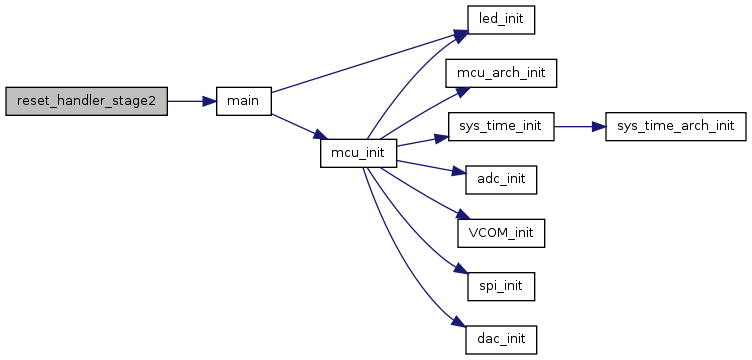 reset_handler_stage2
main
mcu_init
led_init
mcu_arch_init
sys_time_init
sys_time_arch_init
adc_init
VCOM_init
spi_init
dac_init